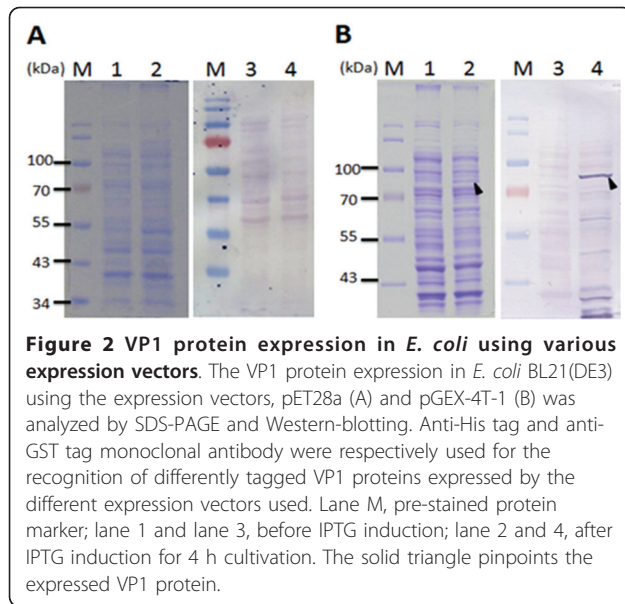 A
B
(kDa) M 1 2 M 3 4
(kDa) M 1 2 M 3 4
100
70
55
43
34
100
70
55
43
Figure 2 VP1 protein expression in E. coli using various
expression vectors. The VP1 protein expression in E. coli BL21(DE3)
using the expression vectors, pET28a (A) and pGEX-4T-1 (B) was
analyzed by SDS-PAGE and Western-blotting. Anti-His tag and anti-
GST tag monoclonal antibody were respectively used for the
recognition of differently tagged VP1 proteins expressed by the
different expression vectors used. Lane M, pre-stained protein
marker; lane 1 and lane 3, before IPTG induction; lane 2 and 4, after
IPTG induction for 4 h cultivation. The solid triangle pinpoints the
expressed VP1 protein.